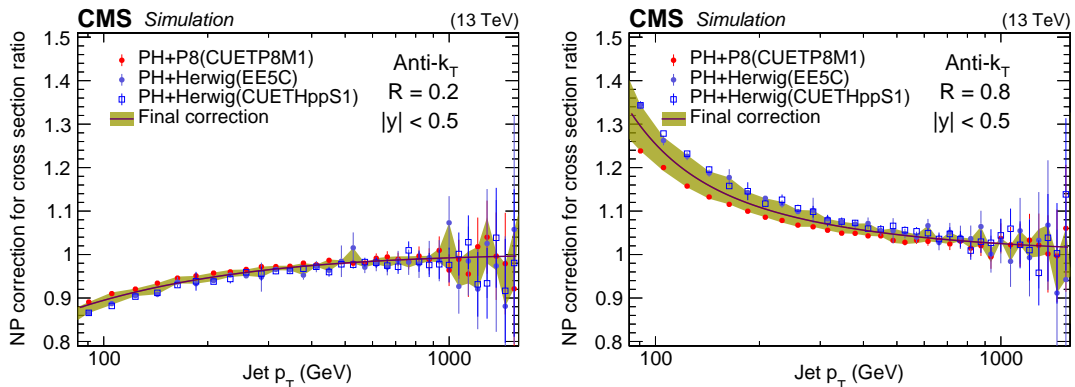 CMS Simulation (13 TeV)
NP correction for cross section ratio
1.5
1.4
1.3
1.2
1.1
1
0.9
0.8
PH+P8(CUETP8M1)
PH+Herwig(EE5C)
PH+Herwig(CUETHppS1)
Final correction
Anti-k_T
R = 0.2
|y| < 0.5
100 1000
Jet p_T (GeV)
CMS Simulation (13 TeV)
NP correction for cross section ratio
1.5
1.4
1.3
1.2
1.1
1
0.9
0.8
PH+P8(CUETP8M1)
PH+Herwig(EE5C)
PH+Herwig(CUETHppS1)
Final correction
Anti-k_T
R = 0.8
|y| < 0.5
100 1000
Jet p_T (GeV)